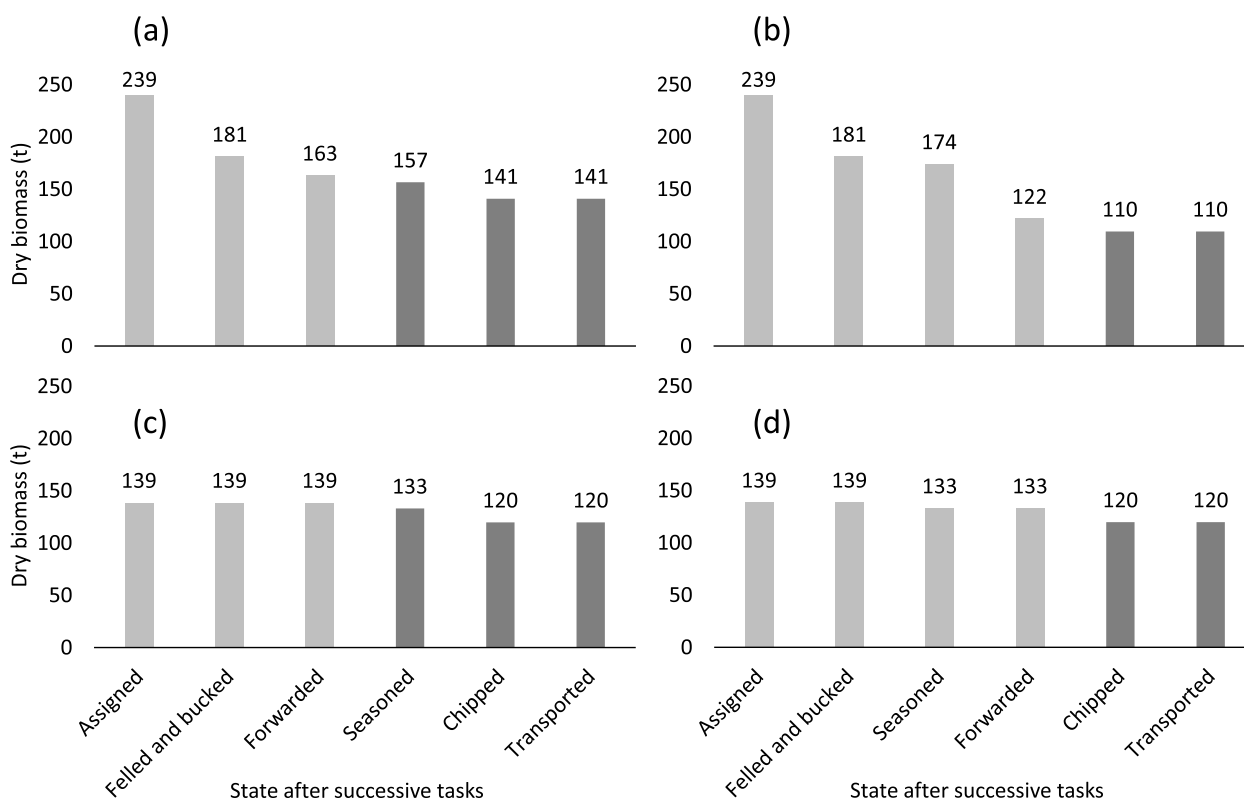 (a)
Dry biomass (t)
250
200
150
100
50
0
239
181
163
157
141
141
(b)
250
200
150
100
50
0
239
181
174
122
110
110
(c)
Dry biomass (t)
250
200
150
100
50
0
139
139
139
133
120
120
Assigned
Felled and bucked
Forwarded
Seasoned
Chipped
Transported
State after successive tasks
(d)
250
200
150
100
50
0
139
139
133
133
120
120
Assigned
Felled and bucked
Seasoned
Forwarded
Chipped
Transported
State after successive tasks